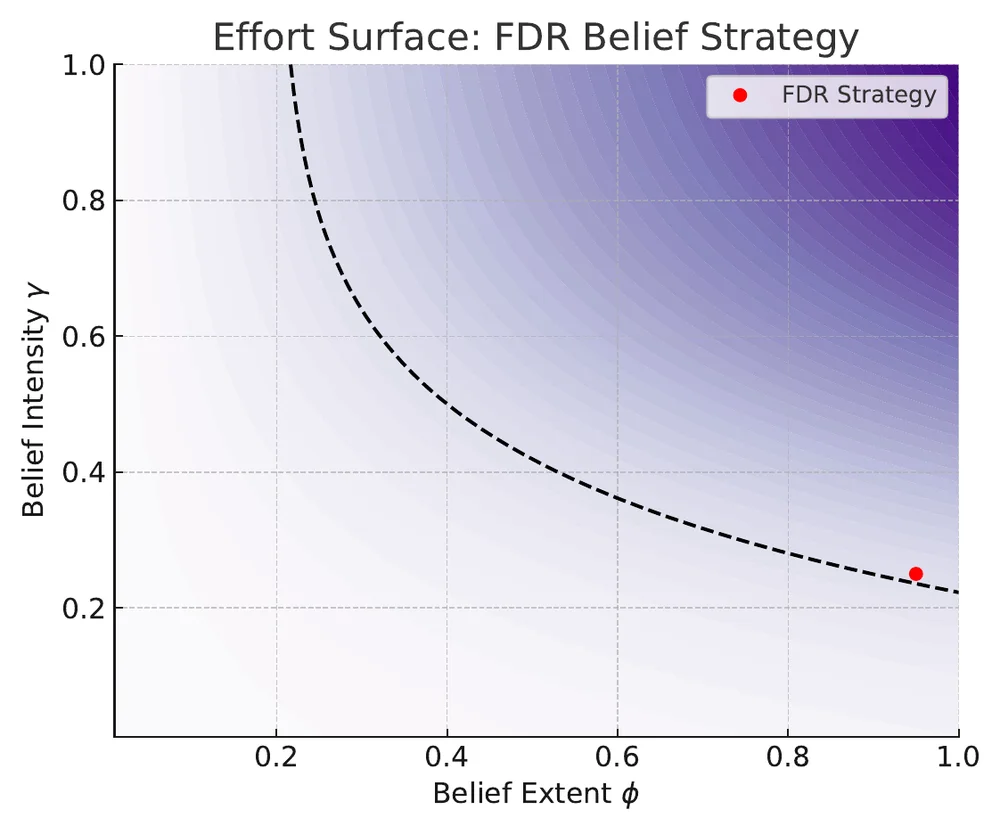 Effort Surface: FDR Belief Strategy
FDR Strategy
1.0
0.8
0.6
0.4
0.2
Belief Intensity γ
0.2 0.4 0.6 0.8 1.0
Belief Extent ϕ